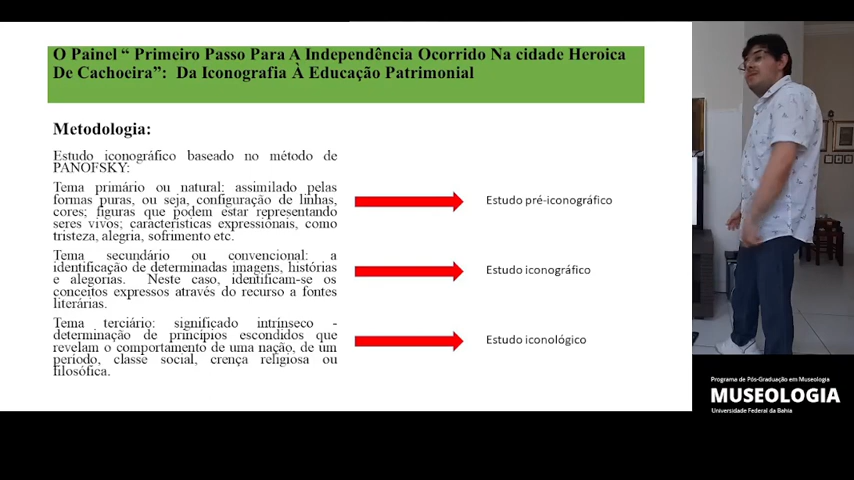 O Painel “ Primeiro Passo Para A Independência Ocorrido Na cidade Heroica
De Cachoeira”: Da Iconografia À Educação Patrimonial
Metodologia:
Estudo iconográfico baseado no método de
PANOFSKY:
Tema primário ou natural: assimilado pelas
formas puras, ou seja, configuração de linhas,
cores; figuras que podem estar representando
seres vivos; características expressionais, como
tristeza, alegria, sofrimento etc.
Estudo pré-iconográfico
Tema secundário ou convencional: a
identificação de determinadas imagens, histórias
e alegorias. Neste caso, identificam-se os
conceitos expressos através do recurso a fontes
literárias.
Estudo iconográfico
Tema terciário: significado intrínseco -
determinação de princípios escondidos que
revelam o comportamento de uma nação, de um
período, classe social, crença religiosa ou
filosófica.
Estudo iconológico
Programa de Pós-Graduação em Museologia
MUSEOLOGIA
Universidade Federal da Bahia